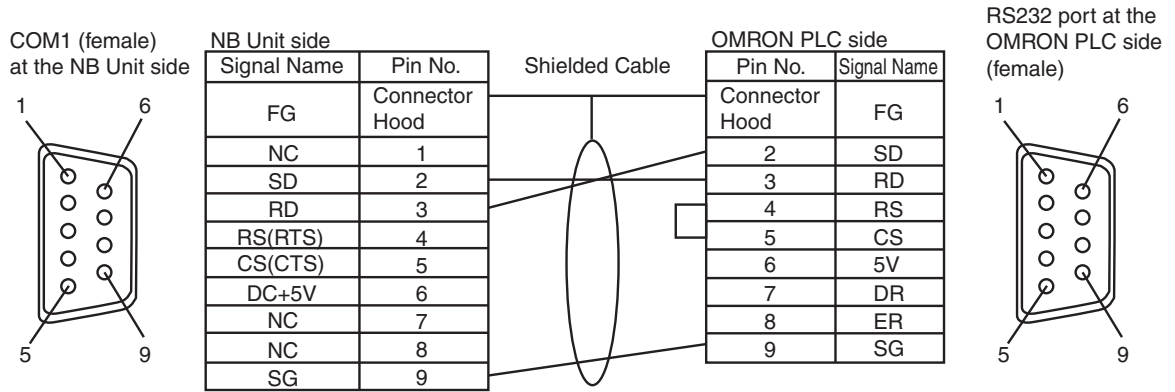 COM1 (female)
at the NB Unit side
1 6
5 9
NB Unit side
Signal Name Pin No.
FG Connector Hood
NC 1
SD 2
RD 3
RS(RTS) 4
CS(CTS) 5
DC+5V 6
NC 7
NC 8
SG 9
Shielded Cable
OMRON PLC side
Pin No. Signal Name
Connector Hood FG
2 SD
3 RD
4 RS
5 CS
6 5V
7 DR
8 ER
9 SG
RS232 port at the
OMRON PLC side
(female)
1 6
5 9